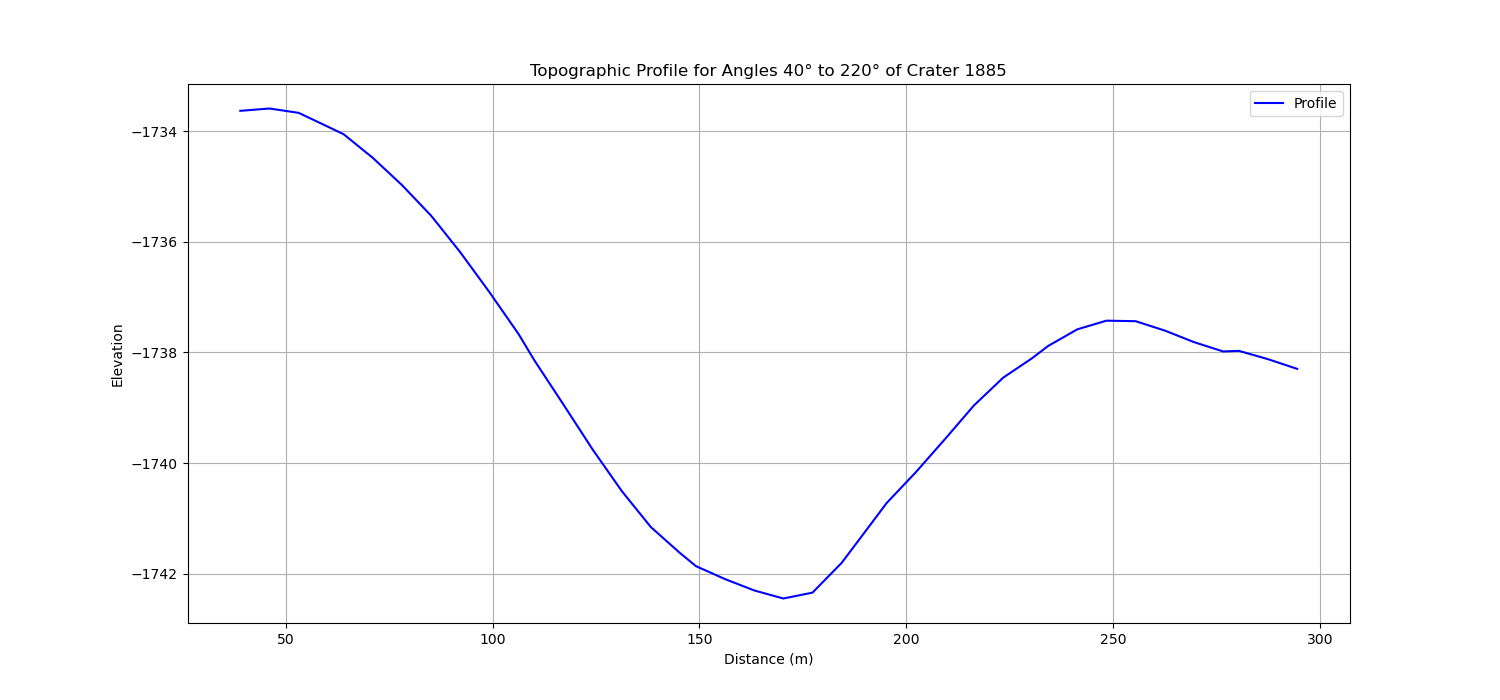 Topographic Profile for Angles 40° to 220° of Crater 1885
Profile
−1734
−1736
−1738
−1740
−1742
Elevation
50 100 150 200 250 300
Distance (m)